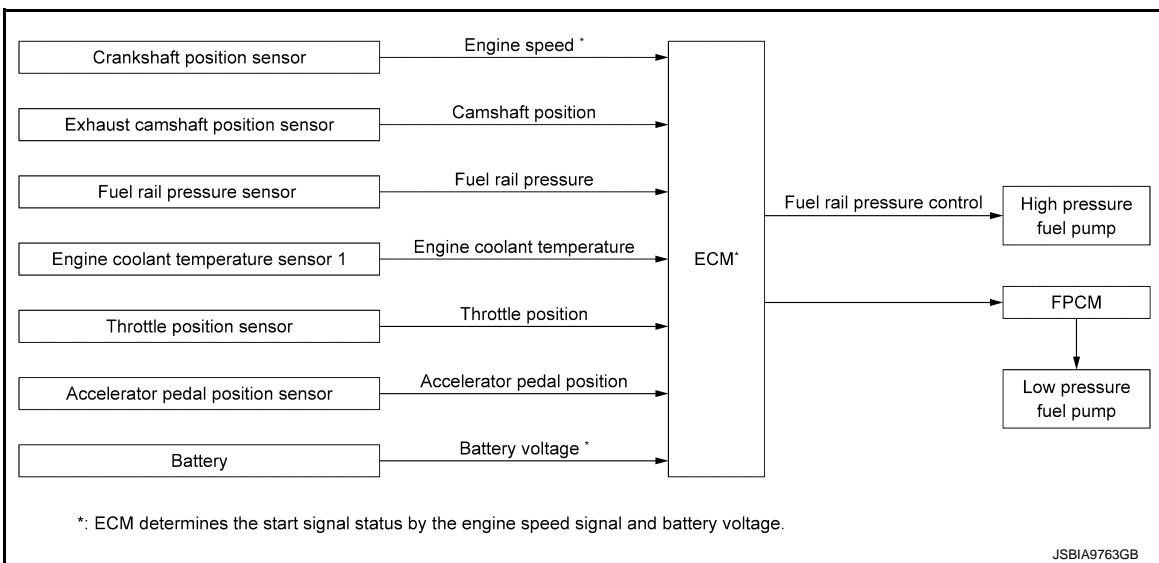 Crankshaft position sensor
Engine speed *
Exhaust camshaft position sensor
Camshaft position
Fuel rail pressure sensor
Fuel rail pressure
Engine coolant temperature sensor 1
Engine coolant temperature
Throttle position sensor
Throttle position
Accelerator pedal position sensor
Accelerator pedal position
Battery
Battery voltage *
ECM*
Fuel rail pressure control
High pressure
fuel pump
FPCM
Low pressure
fuel pump
*: ECM determines the start signal status by the engine speed signal and battery voltage.
JSBIA9763GB